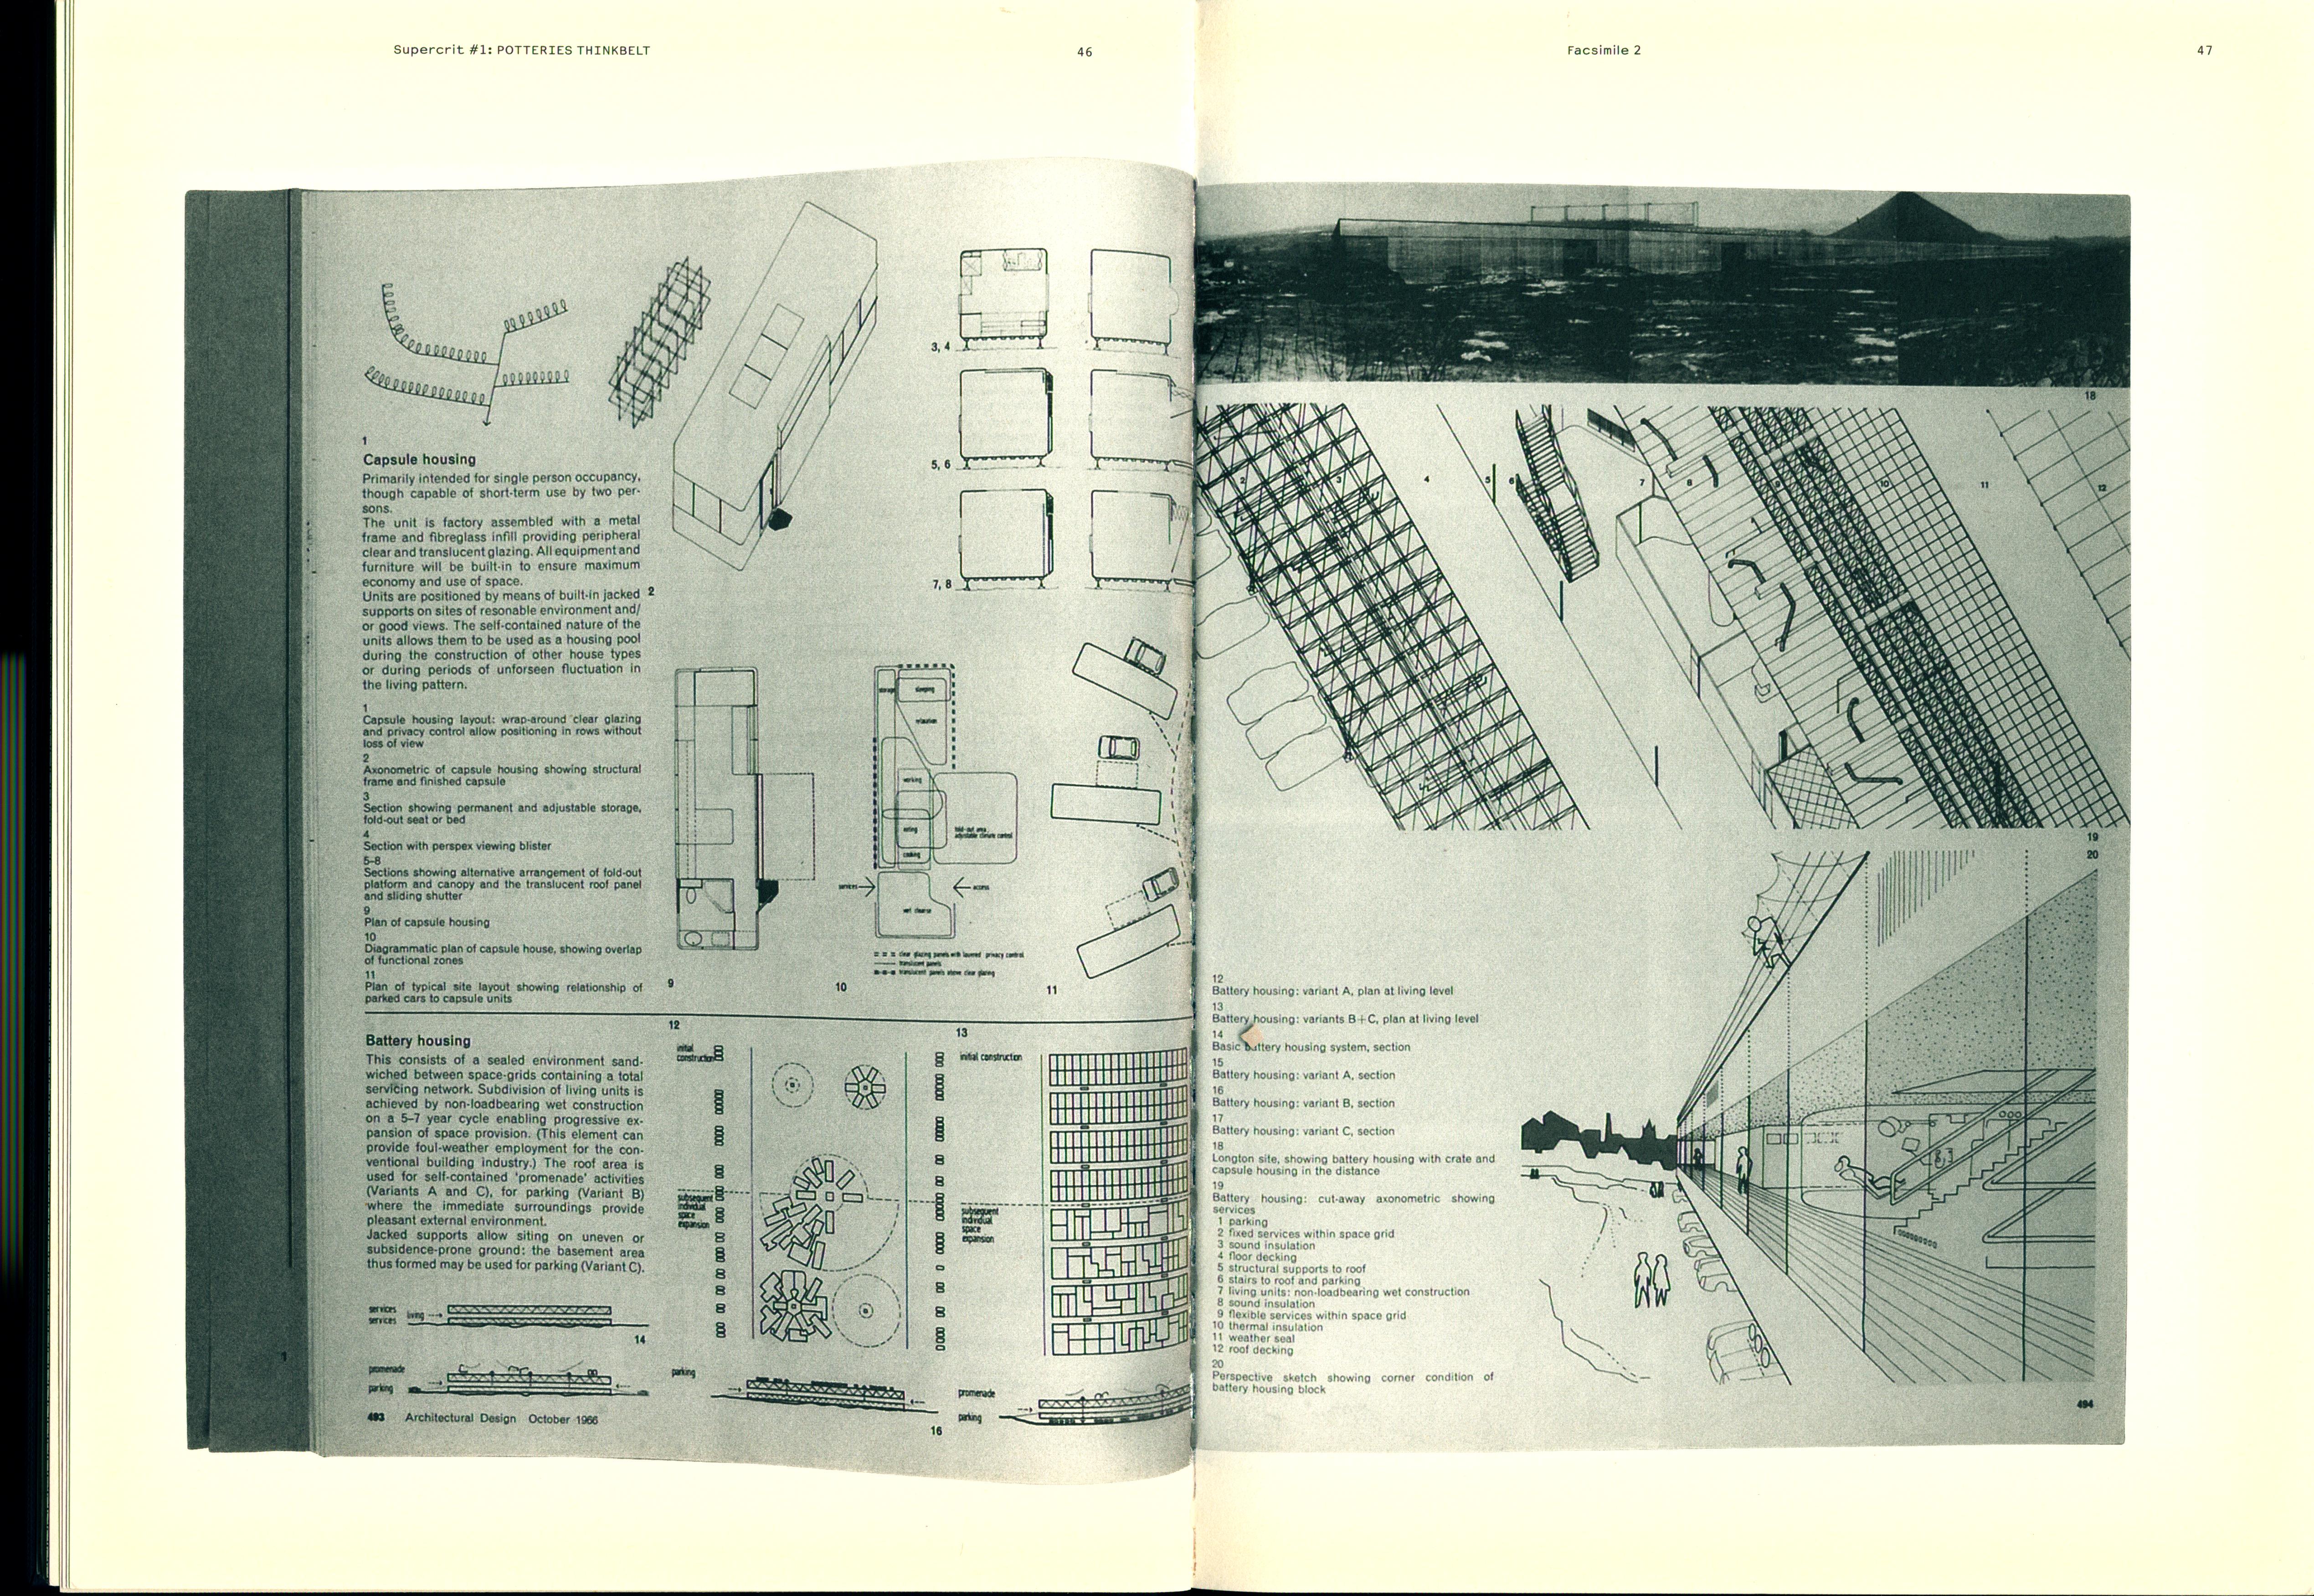 Supercrit #1: POTTERIES THINKBELT
46
3, 4
5, 6
7, 8
1
Capsule housing
Primarily intended for single person occupancy,
though capable of short-term use by two per-
sons.
The unit is factory assembled with a metal
frame and fibreglass infill providing peripheral
clear and translucent glazing. All equipment and
furniture will be built-in to ensure maximum
economy and use of space.
Units are positioned by means of built-in jacked
supports on sites of resonable environment and/
or good views. The self-contained nature of the
units allows them to be used as a housing pool
during the construction of other house types
or during periods of unforseen fluctuation in
the living pattern.
2
1
Capsule housing layout: wrap-around clear glazing
and privacy control allow positioning in rows without
loss of view
2
Axonometric of capsule housing showing structural
frame and finished capsule
3
Section showing permanent and adjustable storage,
fold-out seat or bed
4
Section with perspex viewing blister
5-8
Sections showing alternative arrangement of fold-out
platform and canopy and the translucent roof panel
and sliding shutter
9
Plan of capsule housing
10
Diagrammatic plan of capsule house, showing overlap
of functional zones
11
Plan of typical site layout showing relationship of
parked cars to capsule units
storage
sleeping
relaxation
working
eating
cooking
fold-out area
adjustable climate control
services
access
wet cleanse
clear glazing panels with louvered privacy control
translucent panels
translucent panels above clear glazing
9
10
11
Battery housing
This consists of a sealed environment sand-
wiched between space-grids containing a total
servicing network. Subdivision of living units is
achieved by non-loadbearing wet construction
on a 5–7 year cycle enabling progressive ex-
pansion of space provision. (This element can
provide foul-weather employment for the con-
ventional building industry.) The roof area is
used for self-contained 'promenade' activities
(Variants A and C), for parking (Variant B)
where the immediate surroundings provide
pleasant external environment.
Jacked supports allow siting on uneven or
subsidence-prone ground: the basement area
thus formed may be used for parking (Variant C).
12
initial
construction
subsequent
individual
space
expansion
13
initial construction
subsequent
individual
space
expansion
services
living
services
14
promenade
parking
parking
16
promenade
parking
493 Architectural Design October 1966
Facsimile 2
47
18
2
3
4
5
6
7
8
9
10
11
12
19
20
12
Battery housing: variant A, plan at living level
13
Battery housing: variants B+C, plan at living level
14
Basic battery housing system, section
15
Battery housing: variant A, section
16
Battery housing: variant B, section
17
Battery housing: variant C, section
18
Longton site, showing battery housing with crate and
capsule housing in the distance
19
Battery housing: cut-away axonometric showing
services
1 parking
2 fixed services within space grid
3 sound insulation
4 floor decking
5 structural supports to roof
6 stairs to roof and parking
7 living units: non-loadbearing wet construction
8 sound insulation
9 flexible services within space grid
10 thermal insulation
11 weather seal
12 roof decking
20
Perspective sketch showing corner condition of
battery housing block
494